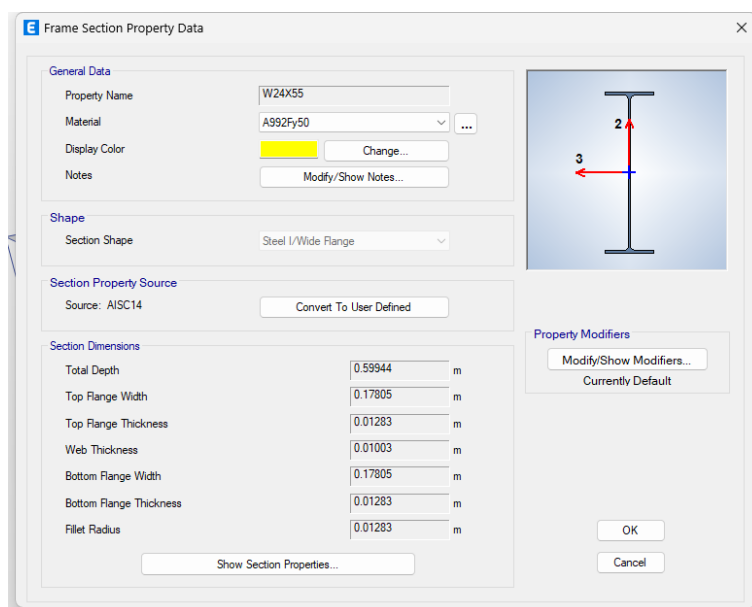 E Frame Section Property Data
General Data
Property Name W24X55
Material A992Fy50 ...
Display Color Change...
Notes Modify/Show Notes...
Shape
Section Shape Steel I/Wide Flange
Section Property Source
Source: AISC14 Convert To User Defined
Section Dimensions
Total Depth 0.59944 m
Top Flange Width 0.17805 m
Top Flange Thickness 0.01283 m
Web Thickness 0.01003 m
Bottom Flange Width 0.17805 m
Bottom Flange Thickness 0.01283 m
Fillet Radius 0.01283 m
Show Section Properties...
2
3
Property Modifiers
Modify/Show Modifiers...
Currently Default
OK
Cancel